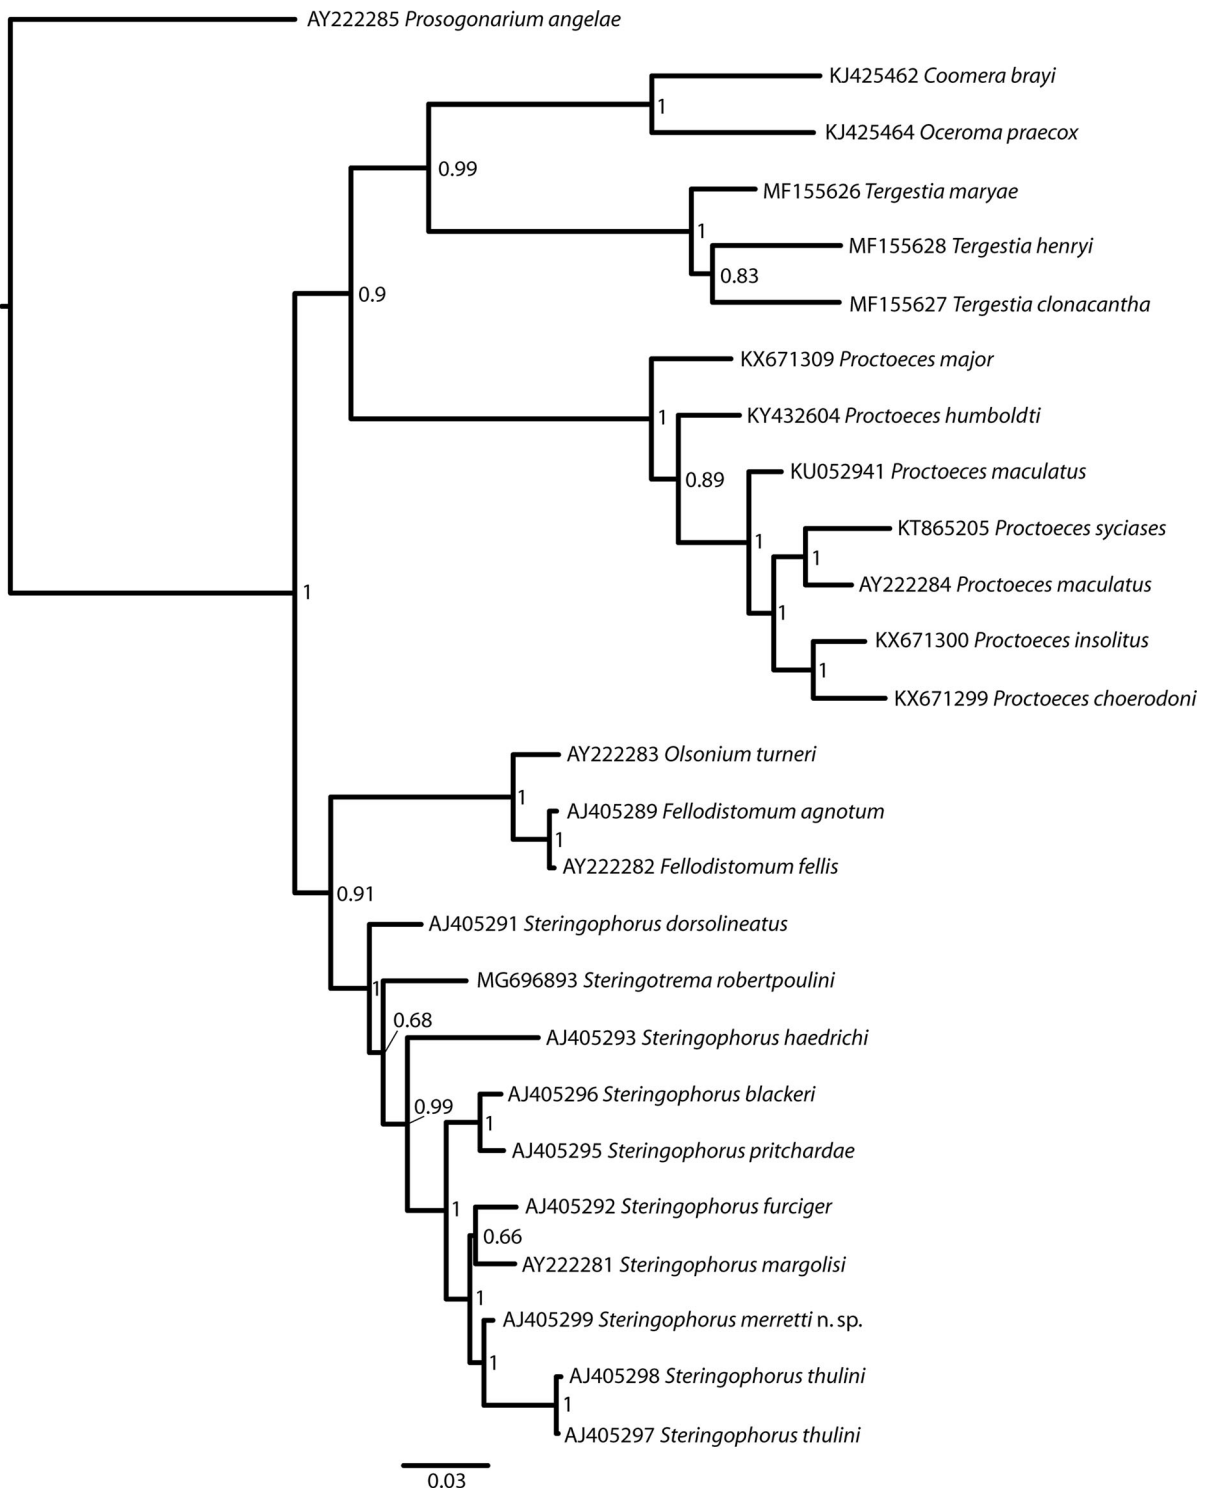 AY222285 Prosogonarium angelae
KJ425462 Coomera brayi
1
KJ425464 Oceroma praecox
0.99
MF155626 Tergestia maryae
1
MF155628 Tergestia henryi
0.83
0.9
MF155627 Tergestia clonacantha
KX671309 Proctoeces major
1
KY432604 Proctoeces humboldti
0.89
KU052941 Proctoeces maculatus
KT865205 Proctoeces syciases
1
1
AY222284 Proctoeces maculatus
1
1
KX671300 Proctoeces insolitus
1
KX671299 Proctoeces choerodoni
AY222283 Olsonium turneri
1
AJ405289 Fellodistomum agnotum
1
AY222282 Fellodistomum fellis
0.91
AJ405291 Steringophorus dorsolineatus
MG696893 Steringotrema robertpoulini
1
0.68
AJ405293 Steringophorus haedrichi
AJ405296 Steringophorus blackeri
0.99
1
AJ405295 Steringophorus pritchardae
AJ405292 Steringophorus furciger
1
0.66
AY222281 Steringophorus margolisi
1
AJ405299 Steringophorus merretti n. sp.
1
AJ405298 Steringophorus thulini
1
AJ405297 Steringophorus thulini
0.03